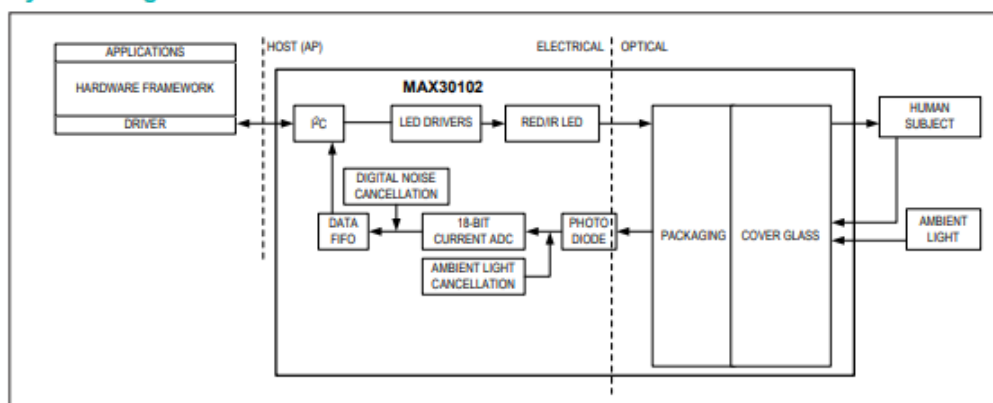 HOST (AP)
ELECTRICAL
OPTICAL
APPLICATIONS
HARDWARE FRAMEWORK
DRIVER
MAX30102
I²C
LED DRIVERS
RED/IR LED
HUMAN
SUBJECT
DIGITAL NOISE
CANCELLATION
DATA
FIFO
18-BIT
CURRENT ADC
PHOTO
DIODE
PACKAGING
COVER GLASS
AMBIENT
LIGHT
AMBIENT LIGHT
CANCELLATION